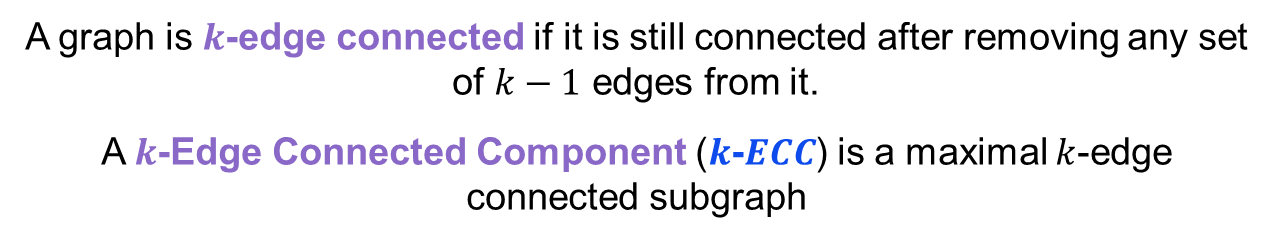 A graph is k-edge connected if it is still connected after removing any set
of k − 1 edges from it.
A k-Edge Connected Component (k-ECC) is a maximal k-edge
connected subgraph